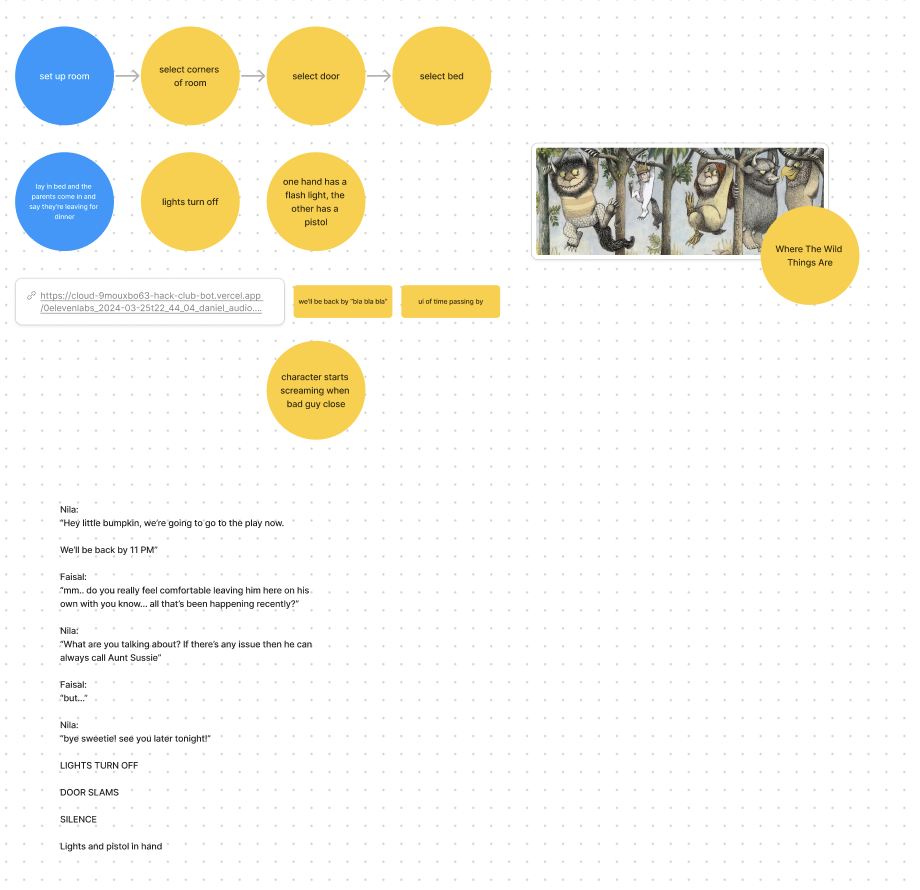 set up room
select corners
of room
select door
select bed
lay in bed and the
parents come in and
say they're leaving for
dinner
lights turn off
one hand has a
flash light, the
other has a
pistol
Where The Wild
Things Are
https://cloud-9mouxbo63-hack-club-bot.vercel.app
/0elevenlabs_2024-03-25t22_44_04_daniel_audio....
we'll be back by "bla bla bla"
ui of time passing by
character starts
screaming when
bad guy close
Nila:
"Hey little bumpkin, we're going to go to the play now.
We'll be back by 11 PM"
Faisal:
"mm.. do you really feel comfortable leaving him here on his
own with you know... all that's been happening recently?"
Nila:
"What are you talking about? If there's any issue then he can
always call Aunt Sussie"
Faisal:
"but..."
Nila:
"bye sweetie! see you later tonight!"
LIGHTS TURN OFF
DOOR SLAMS
SILENCE
Lights and pistol in hand